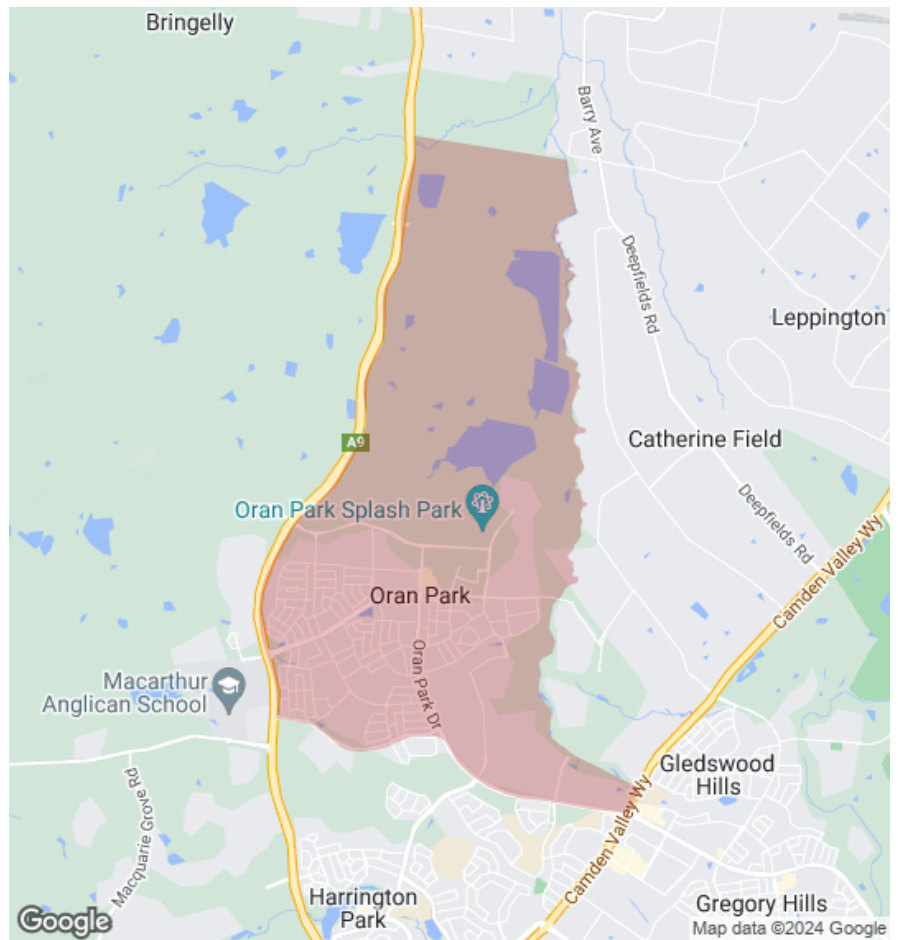 Bringelly
Barry Ave
Deepfields Rd
Leppington
A9
Catherine Field
Oran Park Splash Park
Deepfields Rd
Camden Valley Wy
Oran Park
Oran Park Dr
Macarthur
Anglican School
Gledswood
Hills
Macquarie Grove Rd
Camden Valley Wy
Harrington
Park
Gregory Hills
Google
Map data ©2024 Google